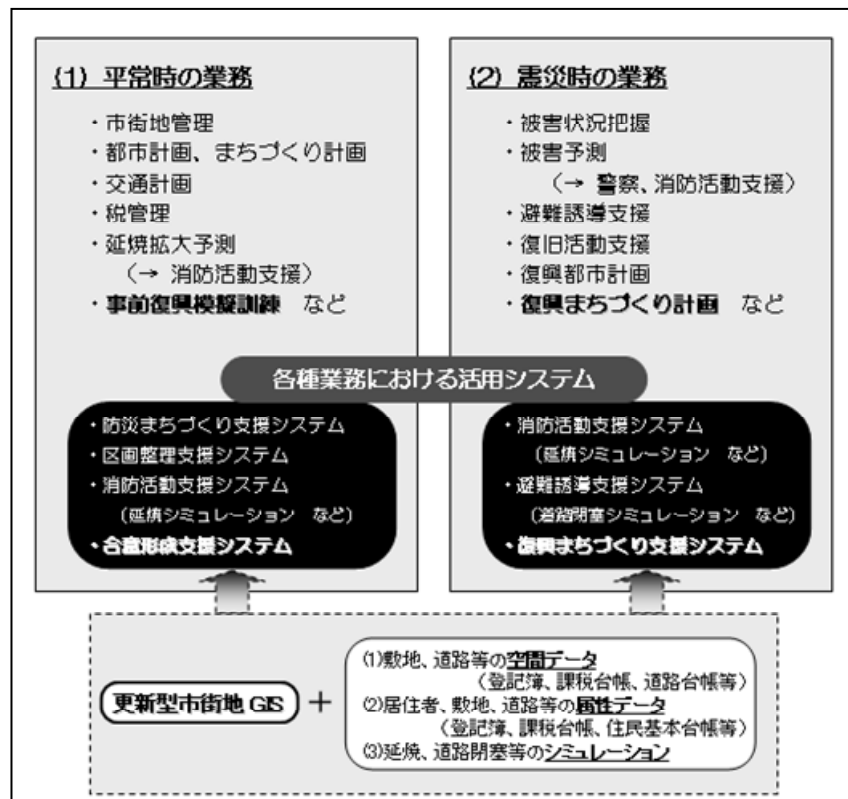 (1) 平常時の業務
・市街地管理
・都市計画、まちづくり計画
・交通計画
・税管理
・延焼拡大予測
(→ 消防活動支援)
・事前復興模擬訓練 など
(2) 震災時の業務
・被害状況把握
・被害予測
(→ 警察、消防活動支援)
・避難誘導支援
・復旧活動支援
・復興都市計画
・復興まちづくり計画 など
各種業務における活用システム
・防災まちづくり支援システム
・区画整理支援システム
・消防活動支援システム
(延焼シミュレーション など)
・合意形成支援システム
・消防活動支援システム
(延焼シミュレーション など)
・避難誘導支援システム
(道路閉塞シミュレーション など)
・復興まちづくり支援システム
更新型市街地 GIS
+
(1)敷地、道路等の空間データ
(登記簿、課税台帳、道路台帳等)
(2)居住者、敷地、道路等の属性データ
(登記簿、課税台帳、住民基本台帳等)
(3)延焼、道路閉塞等のシミュレーション